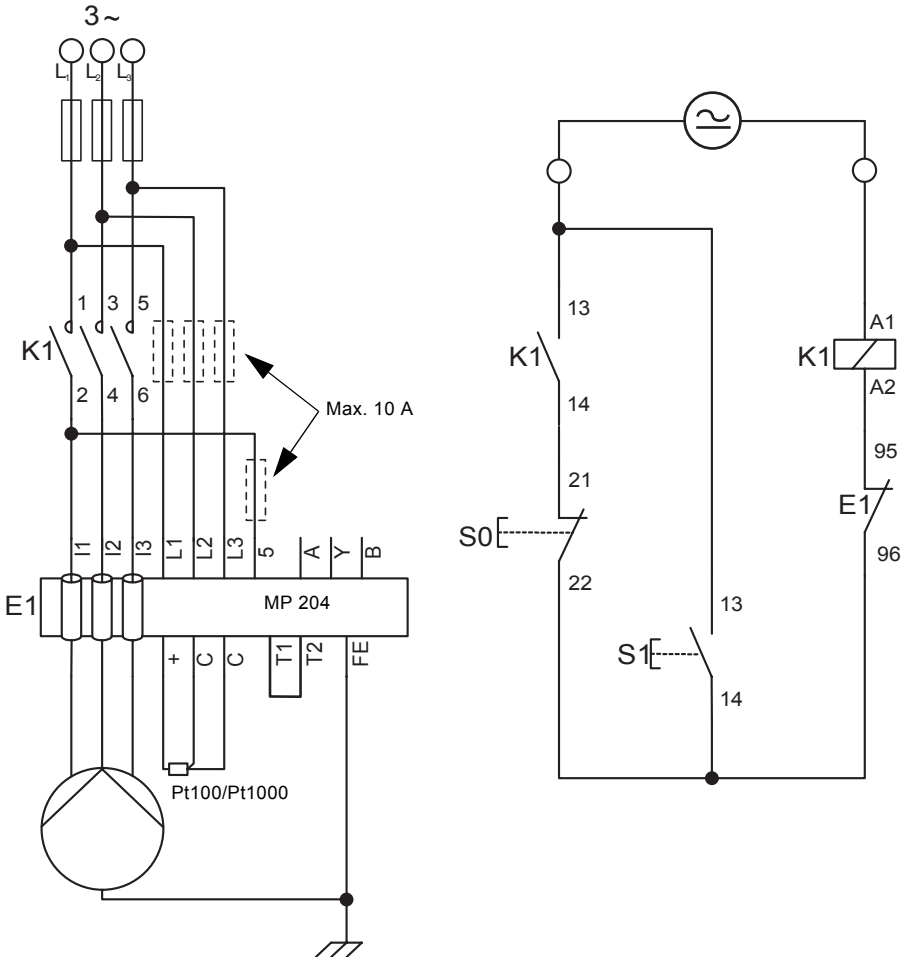 3~
L1 L2 L3
1 3 5
K1
2 4 6
Max. 10 A
I1 I2 I3 L1 L2 L3 5 A Y B
E1
MP 204
+ C C T1 T2 FE
Pt100/Pt1000
13
K1
14
21
S0
22
13
S1
14
A1
K1
A2
95
E1
96